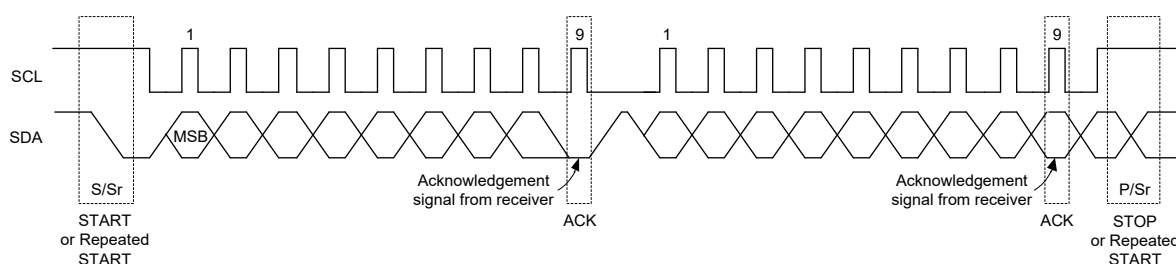 1
9
1
9
SCL
SDA
MSB
S/Sr
Acknowledgement
signal from receiver
Acknowledgement
signal from receiver
P/Sr
START
or Repeated
START
ACK
ACK
STOP
or Repeated
START